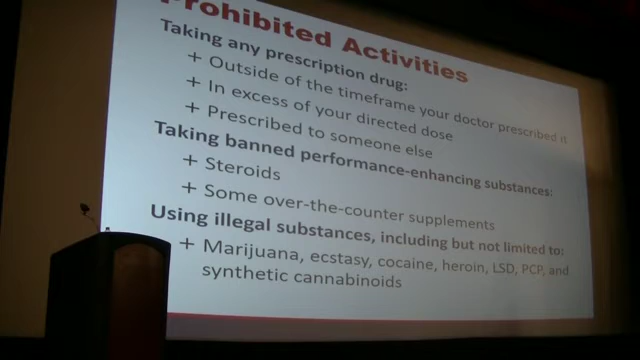 Prohibited Activities
Taking any prescription drug:
+ Outside of the timeframe your doctor prescribed it
+ In excess of your directed dose
+ Prescribed to someone else
Taking banned performance-enhancing substances:
+ Steroids
+ Some over-the-counter supplements
Using illegal substances, including but not limited to:
+ Marijuana, ecstasy, cocaine, heroin, LSD, PCP, and
synthetic cannabinoids